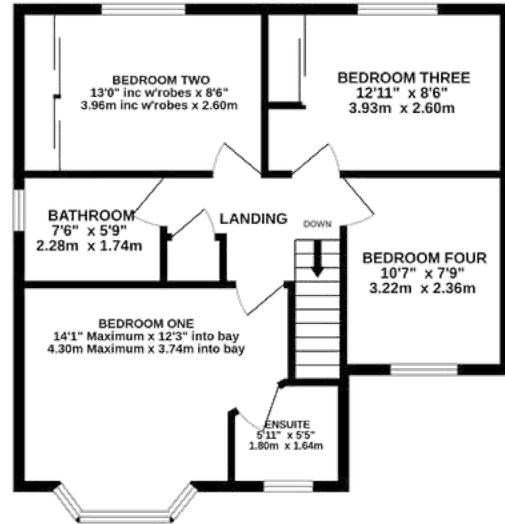 BEDROOM TWO
13'0" inc w'robes x 8'6"
3.96m inc w'robes x 2.60m
BEDROOM THREE
12'11" x 8'6"
3.93m x 2.60m
BATHROOM
7'6" x 5'9"
2.28m x 1.74m
LANDING
DOWN
BEDROOM FOUR
10'7" x 7'9"
3.22m x 2.36m
BEDROOM ONE
14'1" Maximum x 12'3" into bay
4.30m Maximum x 3.74m into bay
ENSUITE
5'11" x 5'5"
1.80m x 1.64m